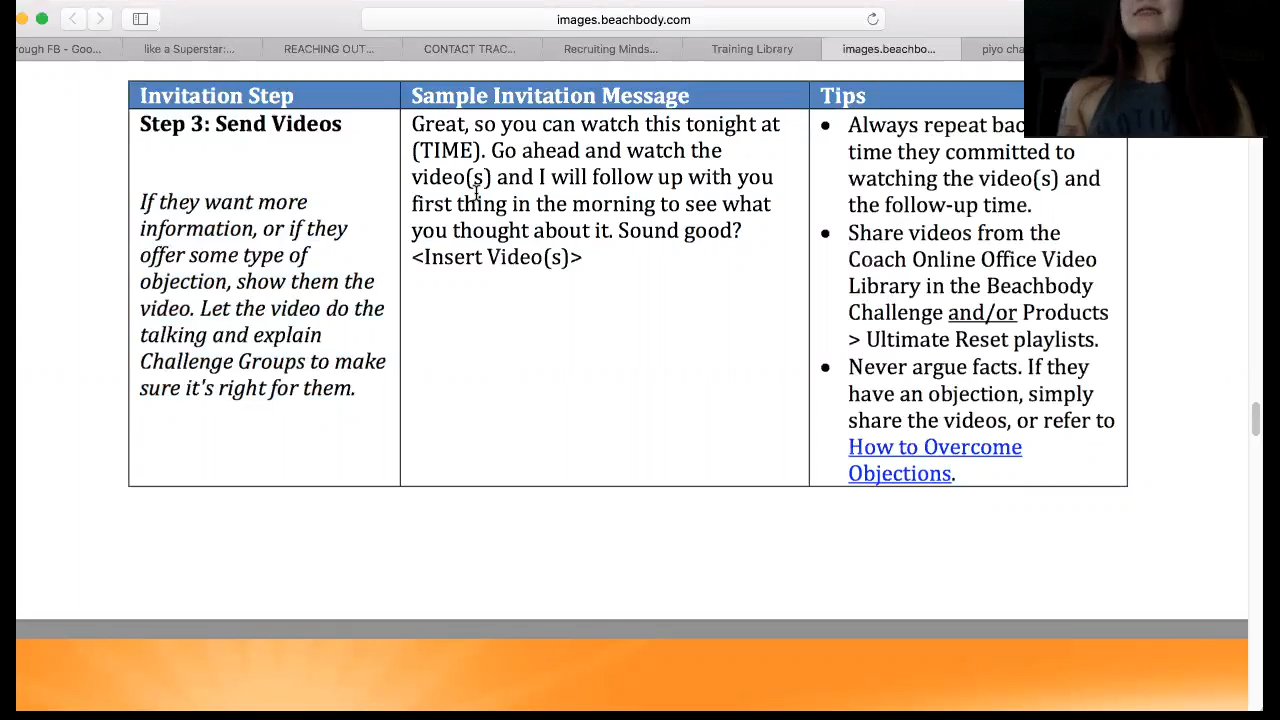 images.beachbody.com
rough FB - Goo...
like a Superstar:...
REACHING OUT...
CONTACT TRAC...
Recruiting Minds...
Training Library
images.beachbo...
piyo cha
Invitation Step
Sample Invitation Message
Tips
Step 3: Send Videos
If they want more
information, or if they
offer some type of
objection, show them the
video. Let the video do the
talking and explain
Challenge Groups to make
sure it's right for them.
Great, so you can watch this tonight at
(TIME). Go ahead and watch the
video(s) and I will follow up with you
first thing in the morning to see what
you thought about it. Sound good?
<Insert Video(s)>
• Always repeat bac
time they committed to
watching the video(s) and
the follow-up time.
• Share videos from the
Coach Online Office Video
Library in the Beachbody
Challenge and/or Products
> Ultimate Reset playlists.
• Never argue facts. If they
have an objection, simply
share the videos, or refer to
How to Overcome
Objections.